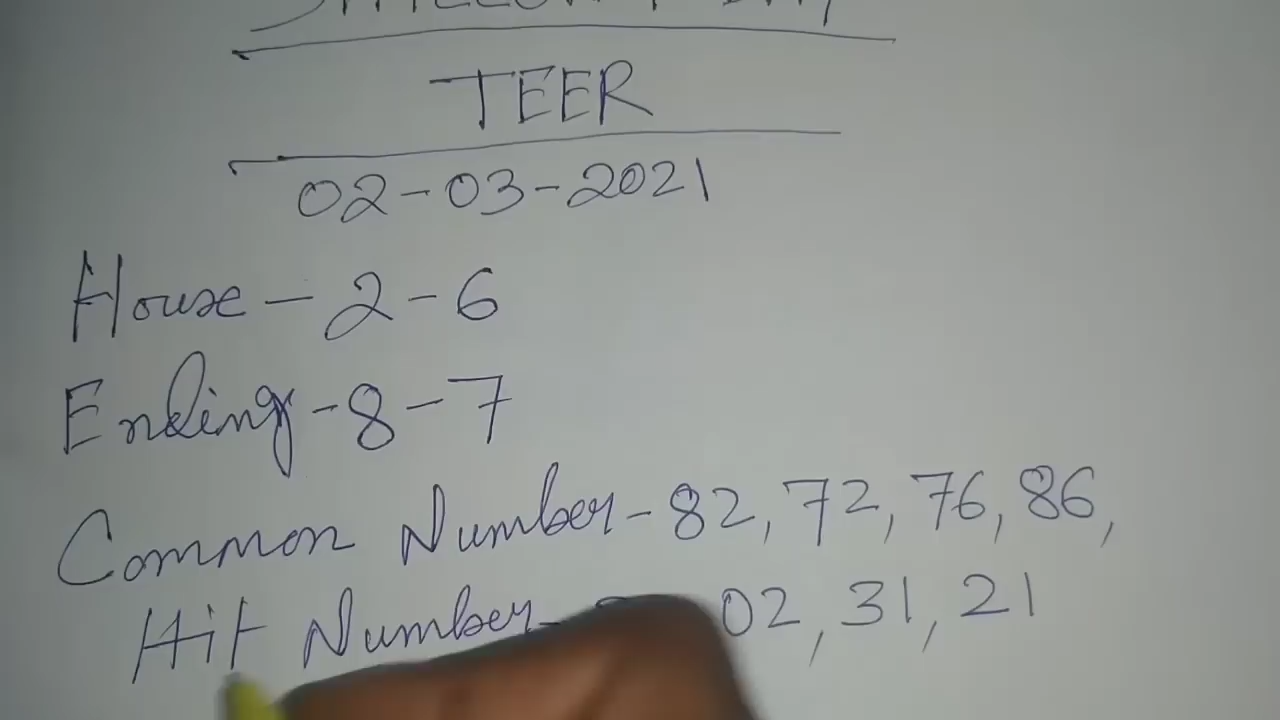 TEER
02-03-2021
House - 2 - 6
Ending - 8 - 7
Common Number - 82, 72, 76, 86,
Hit Number - 02, 31, 21